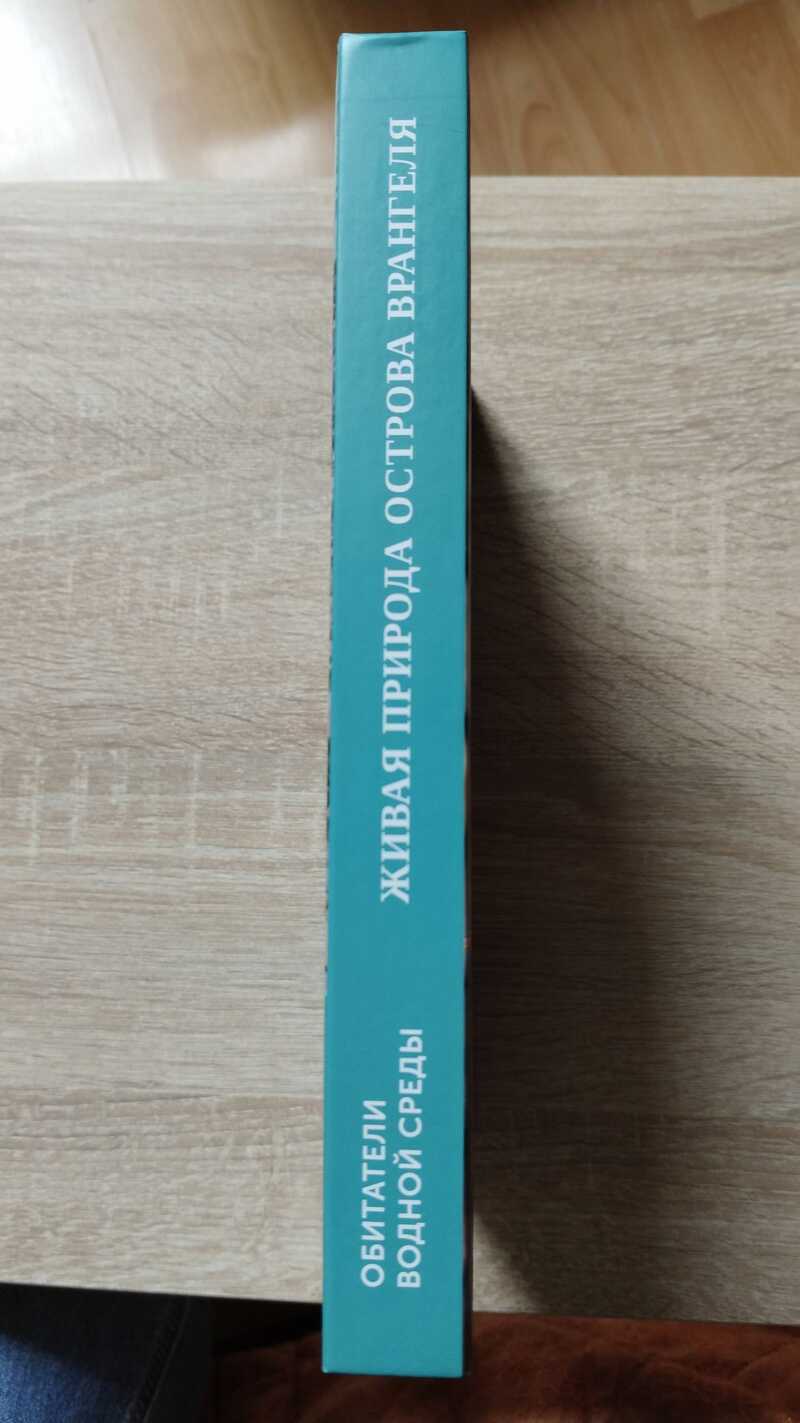 ОБИТАТЕЛИ
ВОДНОЙ СРЕДЫ
ЖИВАЯ ПРИРОДА ОСТРОВА ВРАНГЕЛЯ